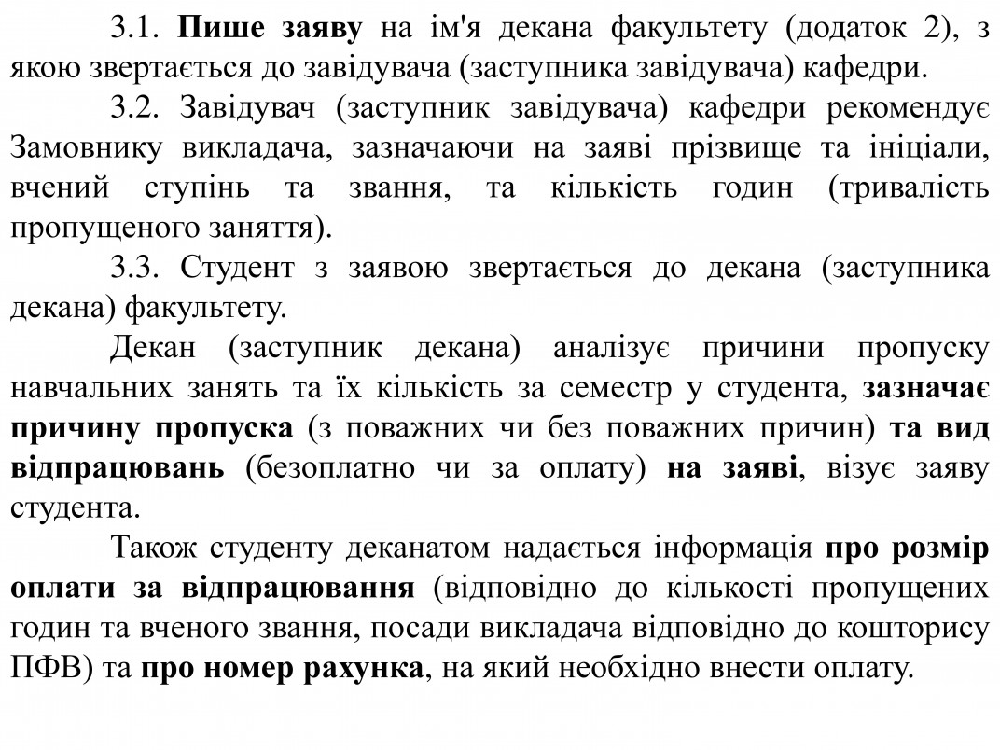 3.1. Пише заяву на ім'я декана факультету (додаток 2), з
якою звертається до завідувача (заступника завідувача) кафедри.
3.2. Завідувач (заступник завідувача) кафедри рекомендує
Замовнику викладача, зазначаючи на заяві прізвище та ініціали,
вчений ступінь та звання, та кількість годин (тривалість
пропущеного заняття).
3.3. Студент з заявою звертається до декана (заступника
декана) факультету.
Декан (заступник декана) аналізує причини пропуску
навчальних занять та їх кількість за семестр у студента, зазначає
причину пропуска (з поважних чи без поважних причин) та вид
відпрацювань (безоплатно чи за оплату) на заяві, візує заяву
студента.
Також студенту деканатом надається інформація про розмір
оплати за відпрацювання (відповідно до кількості пропущених
годин та вченого звання, посади викладача відповідно до кошторису
ПФВ) та про номер рахунка, на який необхідно внести оплату.